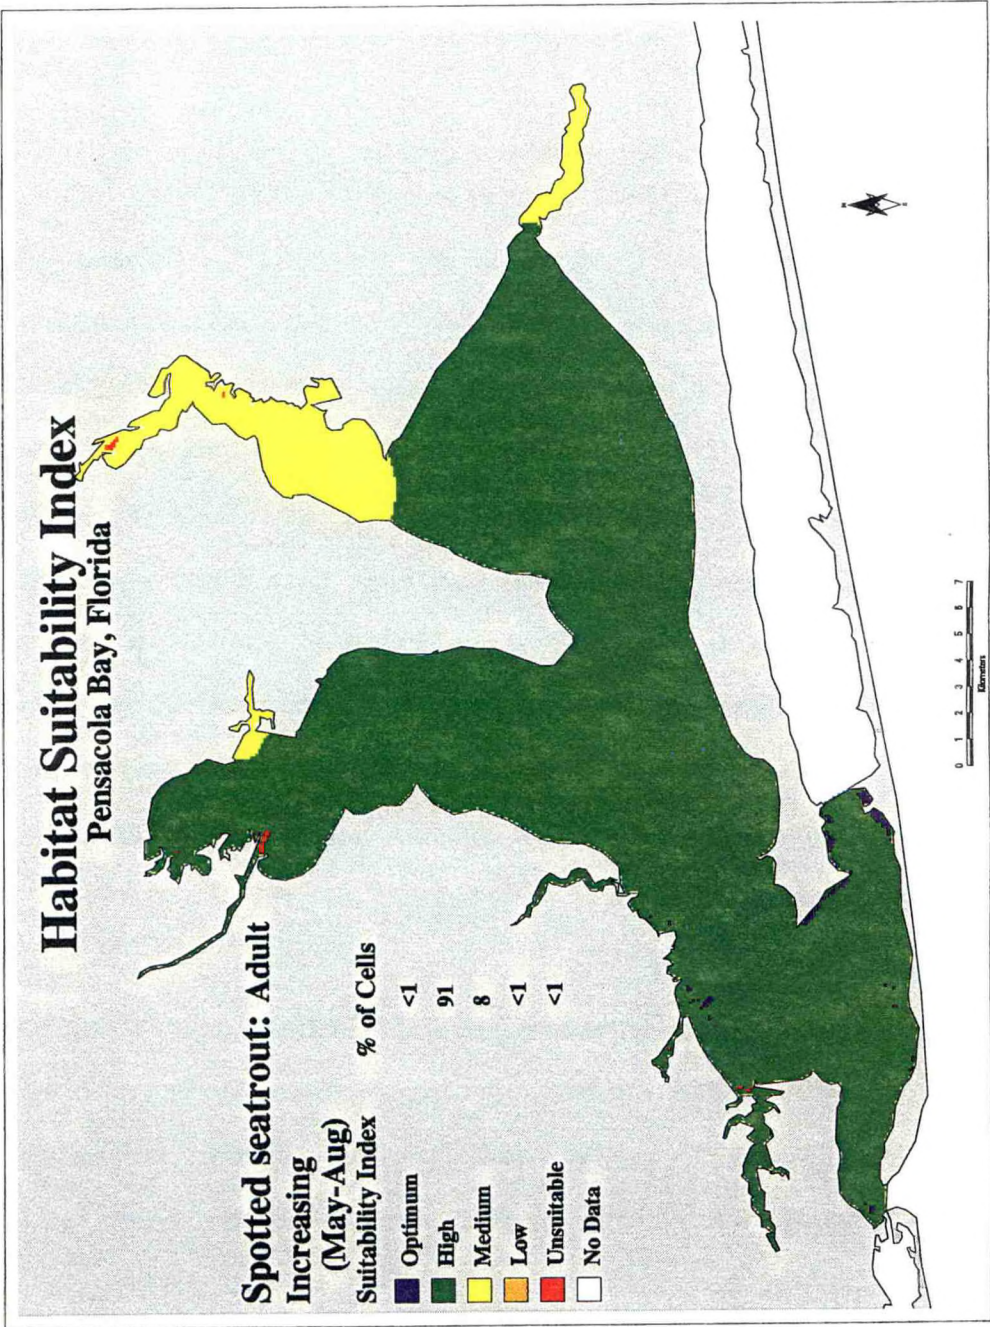 Habitat Suitability Index
Pensacola Bay, Florida
Spotted seatrout: Adult
Increasing
(May-Aug)
Suitability Index % of Cells
Optimum <1
High 91
Medium 8
Low <1
Unsuitable <1
No Data
N
S
0 1 2 3 4 5 6 7
Kilometers